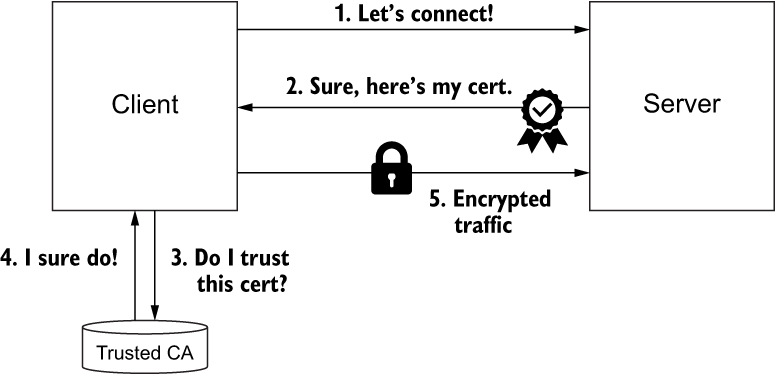 1. Let's connect!
Client
2. Sure, here's my cert.
Server
5. Encrypted
traffic
4. I sure do!
3. Do I trust
this cert?
Trusted CA